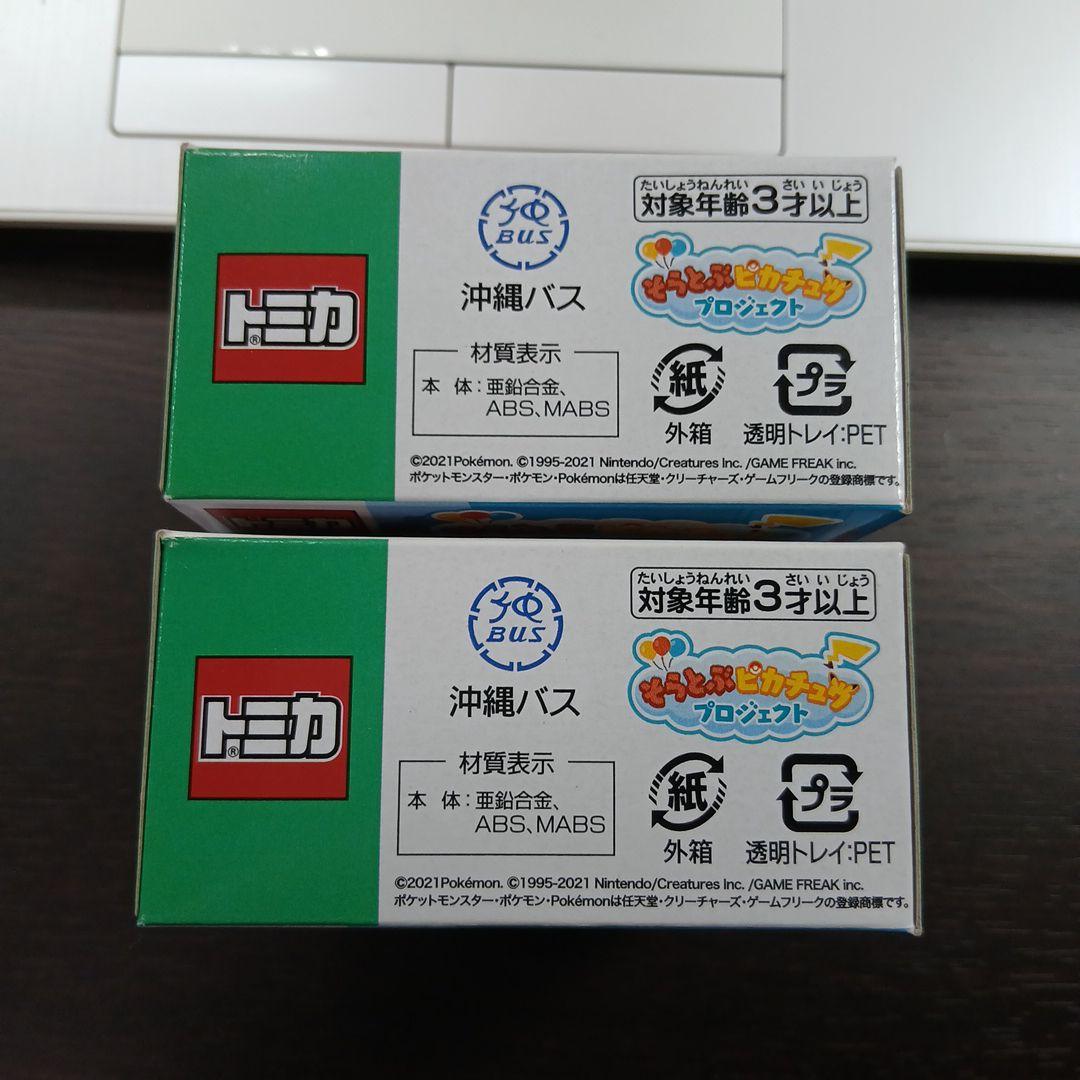 たいしょうねんれい さいいじょう
対象年齢3才以上
トミカ®
沖
BUS
沖縄バス
そらとぶピカチュウ
プロジェクト
材質表示
本 体:亜鉛合金、
ABS、MABS
紙
外箱
プラ
透明トレイ:PET
©2021Pokémon. ©1995-2021 Nintendo/Creatures Inc. /GAME FREAK inc.
ポケットモンスター・ポケモン・Pokémonは任天堂・クリーチャーズ・ゲームフリークの登録商標です。
たいしょうねんれい さいいじょう
対象年齢3才以上
トミカ®
沖
BUS
沖縄バス
そらとぶピカチュウ
プロジェクト
材質表示
本 体:亜鉛合金、
ABS、MABS
紙
外箱
プラ
透明トレイ:PET
©2021Pokémon. ©1995-2021 Nintendo/Creatures Inc. /GAME FREAK inc.
ポケットモンスター・ポケモン・Pokémonは任天堂・クリーチャーズ・ゲームフリークの登録商標です。